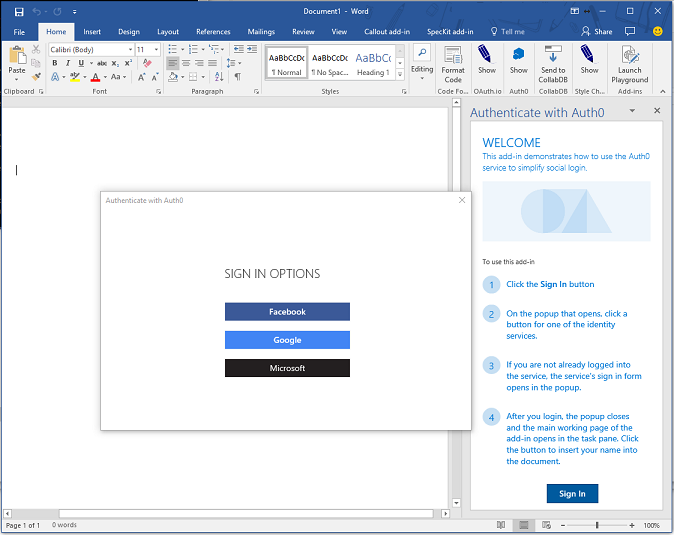 Document1 - Word
File Home Insert Design Layout References Mailings Review View Callout add-in SpecKit add-in Tell me Share
Calibri (Body) 11
Paste
B I U abc x₂ x²
A Aa A A
AaBbCcDc AaBbCcDc AaBbCc
¶ Normal ¶ No Spac... Heading 1
Editing
Format Code
Show
Show
Send to CollabDB
Show
Launch Playground
Clipboard Font Paragraph Styles Code Fo... OAuth.io Auth0 CollabDB Style Ch... Add-ins
Authenticate with Auth0
WELCOME
This add-in demonstrates how to use the Auth0
service to simplify social login.
To use this add-in
1 Click the Sign In button
2 On the popup that opens, click a
button for one of the identity
services.
3 If you are not already logged into
the service, the service's sign in form
opens in the popup.
4 After you login, the popup closes
and the main working page of the
add-in opens in the task pane. Click
the button to insert your name into
the document.
Sign In
Authenticate with Auth0
SIGN IN OPTIONS
Facebook
Google
Microsoft
Page 1 of 1 0 words
100%